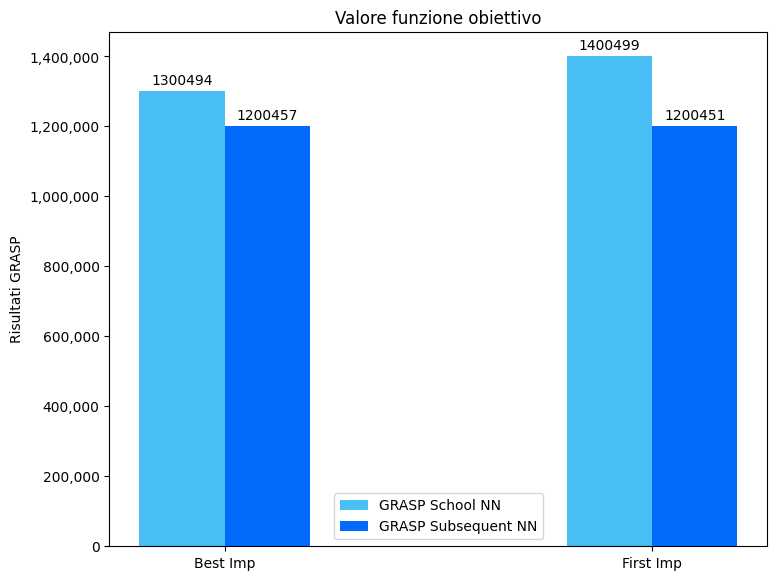 Valore funzione obiettivo
Risultati GRASP
1,400,000
1,200,000
1,000,000
800,000
600,000
400,000
200,000
0
1300494
1200457
1400499
1200451
GRASP School NN
GRASP Subsequent NN
Best Imp
First Imp